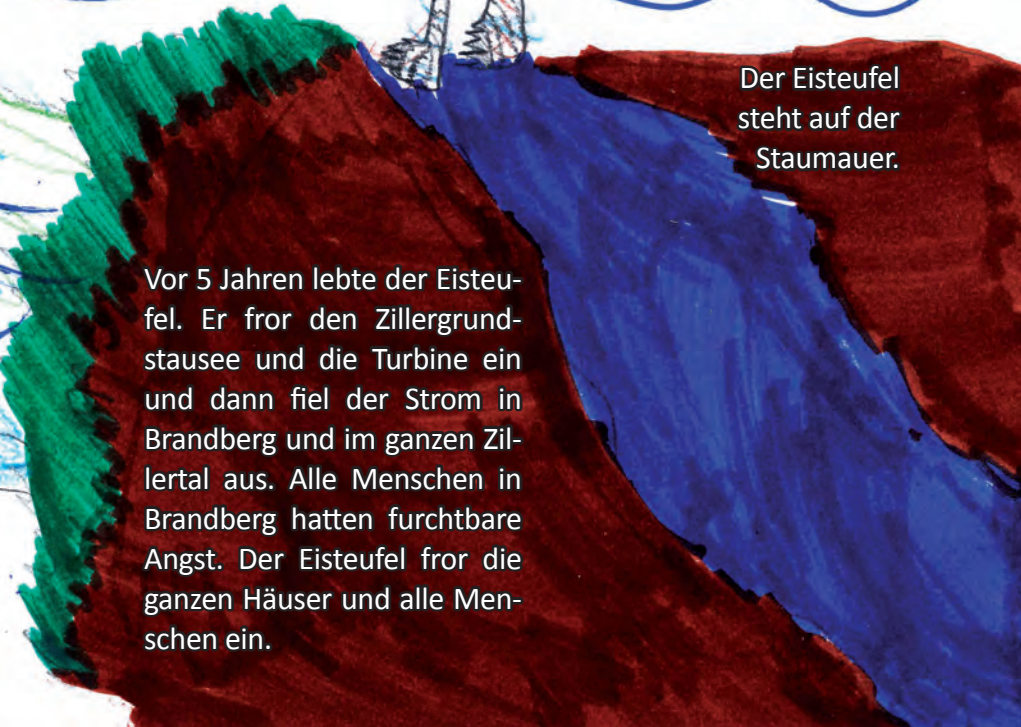 Der Eisteufel
steht auf der
Staumauer.
Vor 5 Jahren lebte der Eisteu-
fel. Er fror den Zillergrund-
stausee und die Turbine ein
und dann fiel der Strom in
Brandberg und im ganzen Zil-
lertal aus. Alle Menschen in
Brandberg hatten furchtbare
Angst. Der Eisteufel fror die
ganzen Häuser und alle Men-
schen ein.